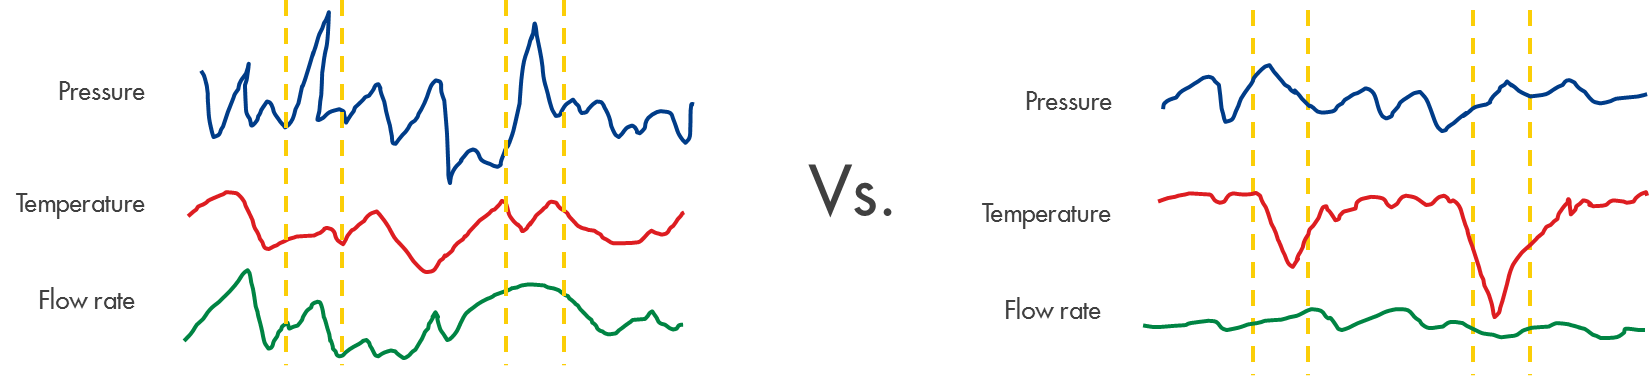 Pressure
Temperature
Flow rate
Vs.
Pressure
Temperature
Flow rate